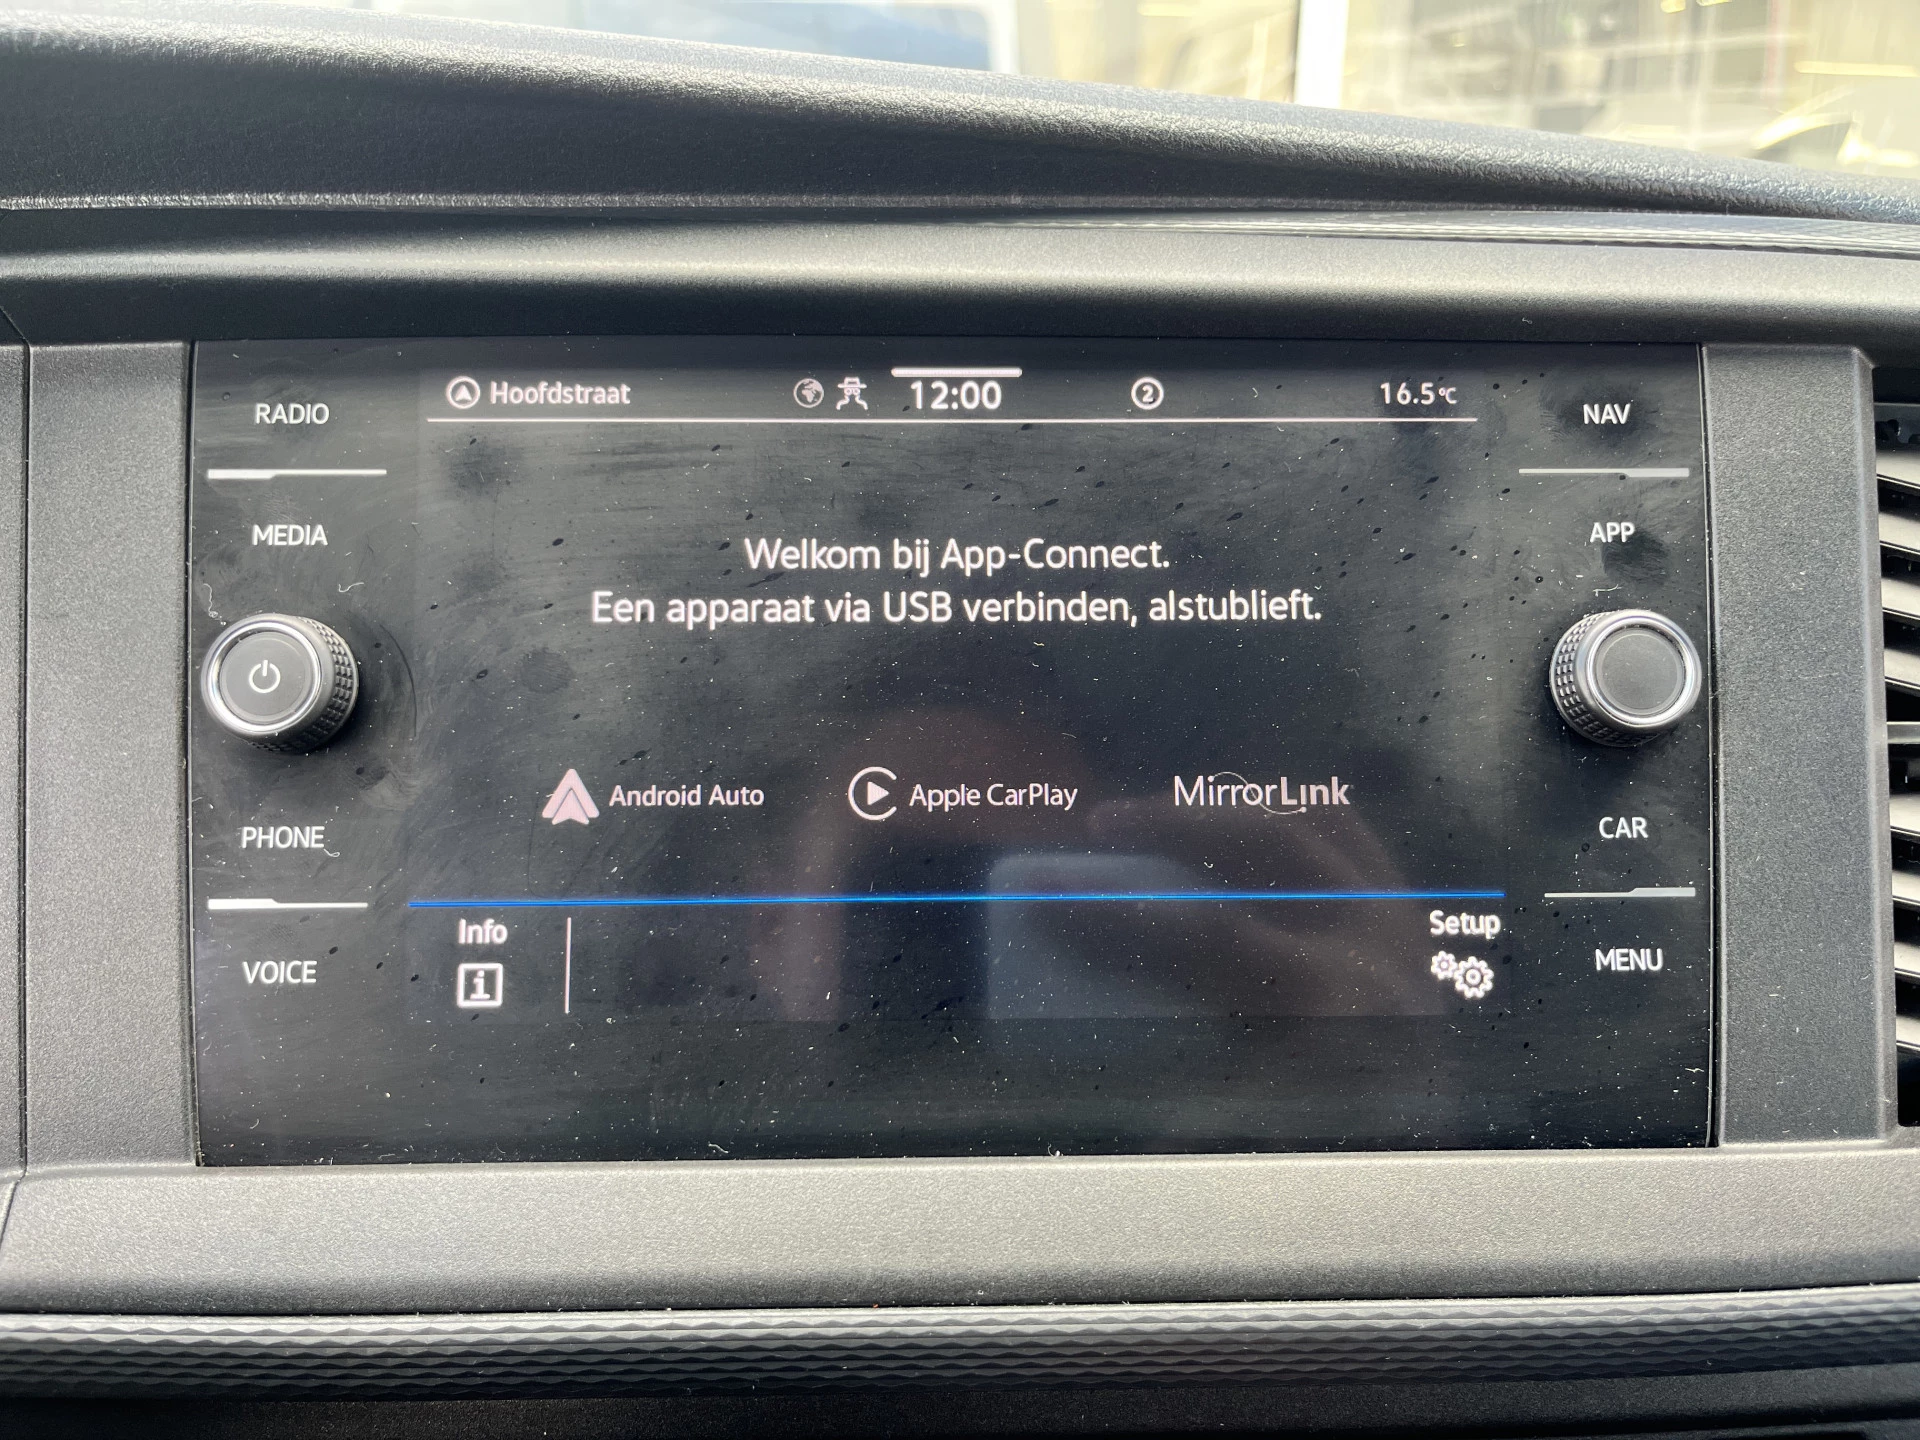 RADIO
MEDIA
PHONE
VOICE
Hoofdstraat
12:00
2
16.5°C
Welkom bij App-Connect.
Een apparaat via USB verbinden, alstublieft.
Android Auto
Apple CarPlay
MirrorLink
Info
i
Setup
NAV
APP
CAR
MENU